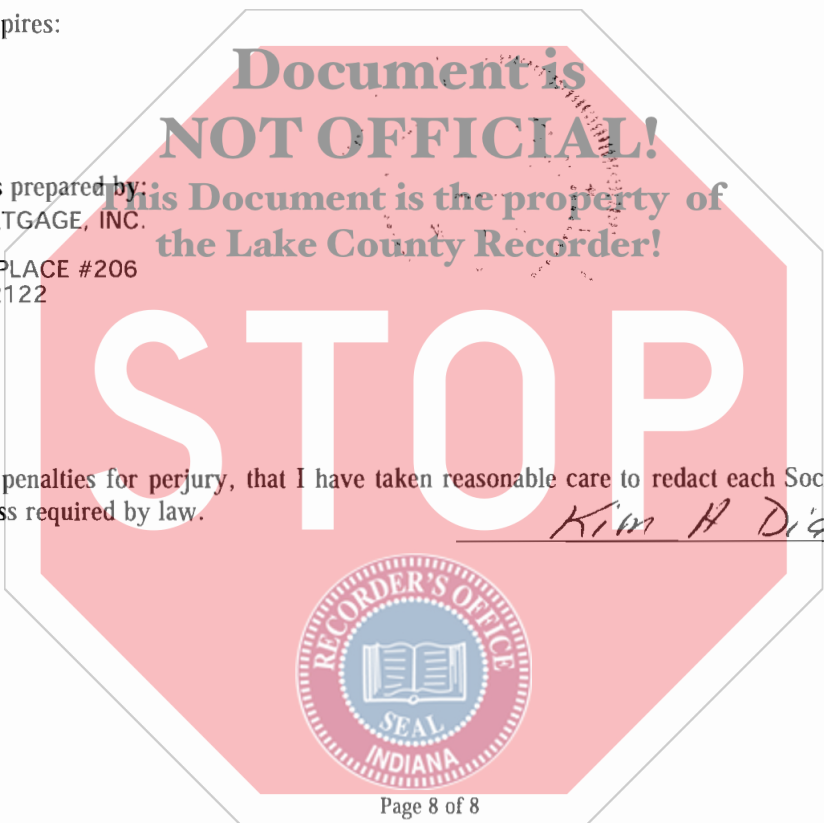 pires:
Document is
NOT OFFICIAL!
s prepared by:
This Document is the property of
TGAGE, INC.
the Lake County Recorder!
PLACE #206
2122
STOP
penalties for perjury, that I have taken reasonable care to redact each Soc
ss required by law.
Kim A Dia
RECORDER'S OFFICE
SEAL
INDIANA
Page 8 of 8